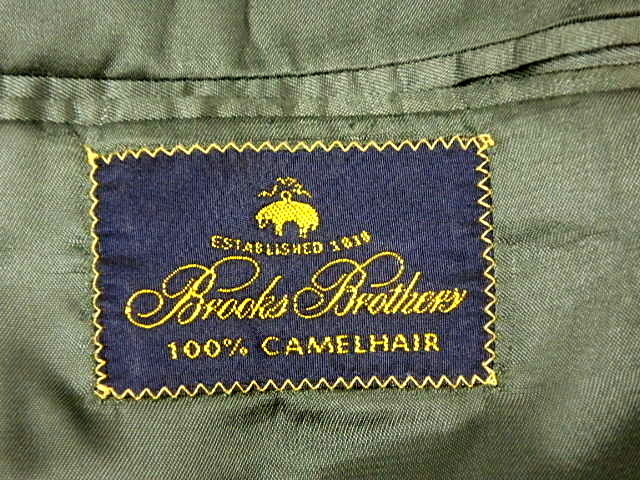 ESTABLISHED 1818
Brooks Brothers
100% CAMELHAIR